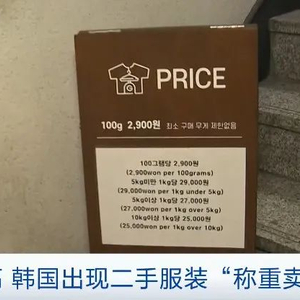 PRICE
100g 2,900원 최소 구매 무게 제한없음
100그램당 2,900원
(2,900won per 100grams)
5kg미만 1kg당 29,000원
(29,000won per 1kg under 5kg)
5kg이상 1kg당 27,000원
(27,000won per 1kg over 5kg)
10kg이상 1kg당 25,000원
(25,000won per 1kg over 10kg)
韩国出现二手服装“称重卖